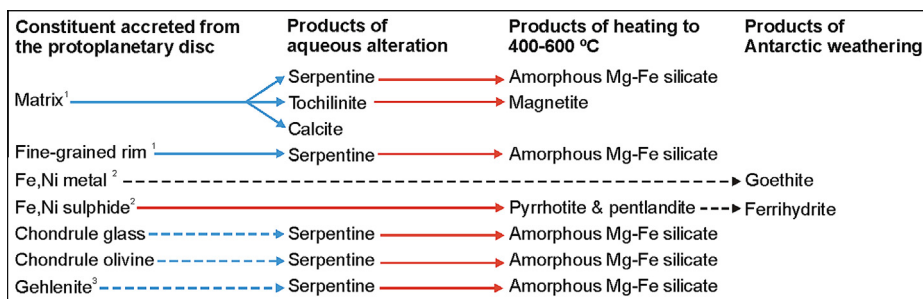 Constituent accreted from the protoplanetary disc
Products of aqueous alteration
Products of heating to 400-600 ºC
Products of Antarctic weathering
Matrix¹
Serpentine
Amorphous Mg-Fe silicate
Tochilinite
Magnetite
Calcite
Fine-grained rim ¹
Serpentine
Amorphous Mg-Fe silicate
Fe,Ni metal ²
Goethite
Fe,Ni sulphide²
Pyrrhotite & pentlandite
Ferrihydrite
Chondrule glass
Serpentine
Amorphous Mg-Fe silicate
Chondrule olivine
Serpentine
Amorphous Mg-Fe silicate
Gehlenite³
Serpentine
Amorphous Mg-Fe silicate